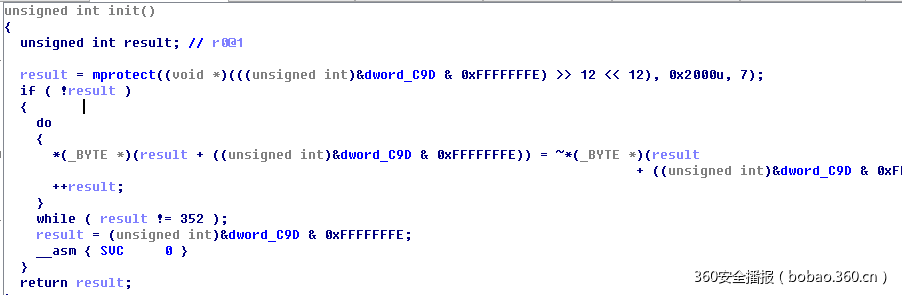 unsigned int init()
{
unsigned int result; // r0@1
result = mprotect((void *)(((unsigned int)&dword_C9D & 0xFFFFFFFE) >> 12 << 12), 0x2000u, 7);
if ( !result )
{
do
{
*(_BYTE *)(result + ((unsigned int)&dword_C9D & 0xFFFFFFFE)) = ~*(_BYTE *)(result
+ ((unsigned int)&dword_C9D & 0xFF
++result;
}
while ( result != 352 );
result = (unsigned int)&dword_C9D & 0xFFFFFFFE;
__asm { SVC 0 }
}
return result;
360安全播报（bobao.360.cn）